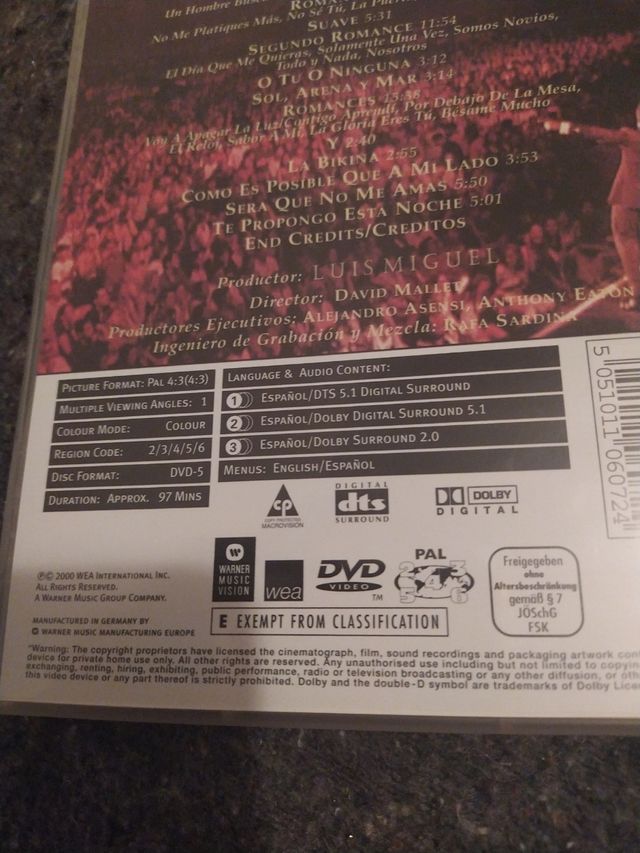 Un Hombre Busca
ROMAN
No Me Platiques Más, No Sé Tú, La
SUAVE 5:31
SEGUNDO ROMANCE 11:54
El Día Que Me Quieras, Solamente Una Vez, Somos Novios,
Todo y Nada, Nosotros
O TU O NINGUNA 3:12
SOL, ARENA Y MAR 3:14
ROMANCES 15:38
Voy A Apagar La Luz/Contigo Aprendí, Por Debajo De La Mesa,
El Reloj, Sabor A Mí, La Gloria Eres Tú, Bésame Mucho
Y 2:40
LA BIKINA 2:55
COMO ES POSIBLE QUE A MI LADO 3:53
SERA QUE NO ME AMAS 5:50
TE PROPONGO ESTA NOCHE 5:01
END CREDITS/CREDITOS
Productor: LUIS MIGUEL
Director: DAVID MALLET
Productores Ejecutivos: ALEJANDRO ASENSI, ANTHONY EATON
Ingeniero de Grabación y Mezcla: RAFA SARDINA
PICTURE FORMAT: PAL 4:3(4:3)
MULTIPLE VIEWING ANGLES: 1
COLOUR MODE: COLOUR
REGION CODE: 2/3/4/5/6
DISC FORMAT: DVD-5
DURATION: APPROX. 97 MINS
LANGUAGE & AUDIO CONTENT:
1 ESPAÑOL/DTS 5.1 DIGITAL SURROUND
2 ESPAÑOL/DOLBY DIGITAL SURROUND 5.1
3 ESPAÑOL/DOLBY SURROUND 2.0
MENUS: ENGLISH/ESPAÑOL
5 051011 060724
CP
COPY PROTECTED
MACROVISION
DIGITAL
dts
SURROUND
DOLBY
DIGITAL
℗© 2000 WEA INTERNATIONAL INC.
ALL RIGHTS RESERVED.
A WARNER MUSIC GROUP COMPANY.
MANUFACTURED IN GERMANY BY
WARNER MUSIC MANUFACTURING EUROPE
WARNER
MUSIC
VISION
wea
DVD
VIDEO
TM
PAL
2 3
5 4 6
5 6
E EXEMPT FROM CLASSIFICATION
Freigegeben
ohne
Altersbeschränkung
gemäß § 7
JÖSchG
FSK
"Warning: The copyright proprietors have licensed the cinematograph, film, sound recordings and packaging artwork
device for private home use only. All other rights are reserved. Any unauthorised use including but not limited to
exchanging, renting, hiring, exhibiting, public performance, radio or television broadcasting or any other diffusion, or
this video device or any part thereof is strictly prohibited. Dolby and the double-D symbol are trademarks of Dolby